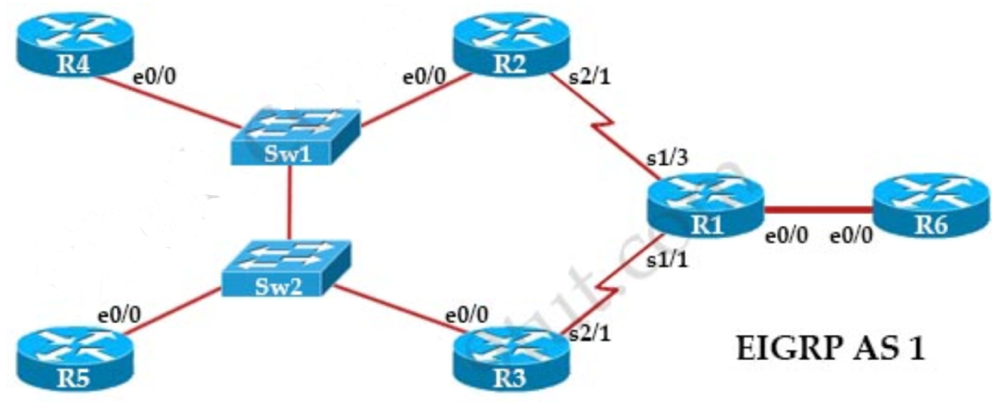 R4
e0/0
e0/0
R2
s2/1
Sw1
s1/3
R1
e0/0
e0/0
R6
s1/1
Sw2
e0/0
e0/0
s2/1
R5
R3
EIGRP AS 1